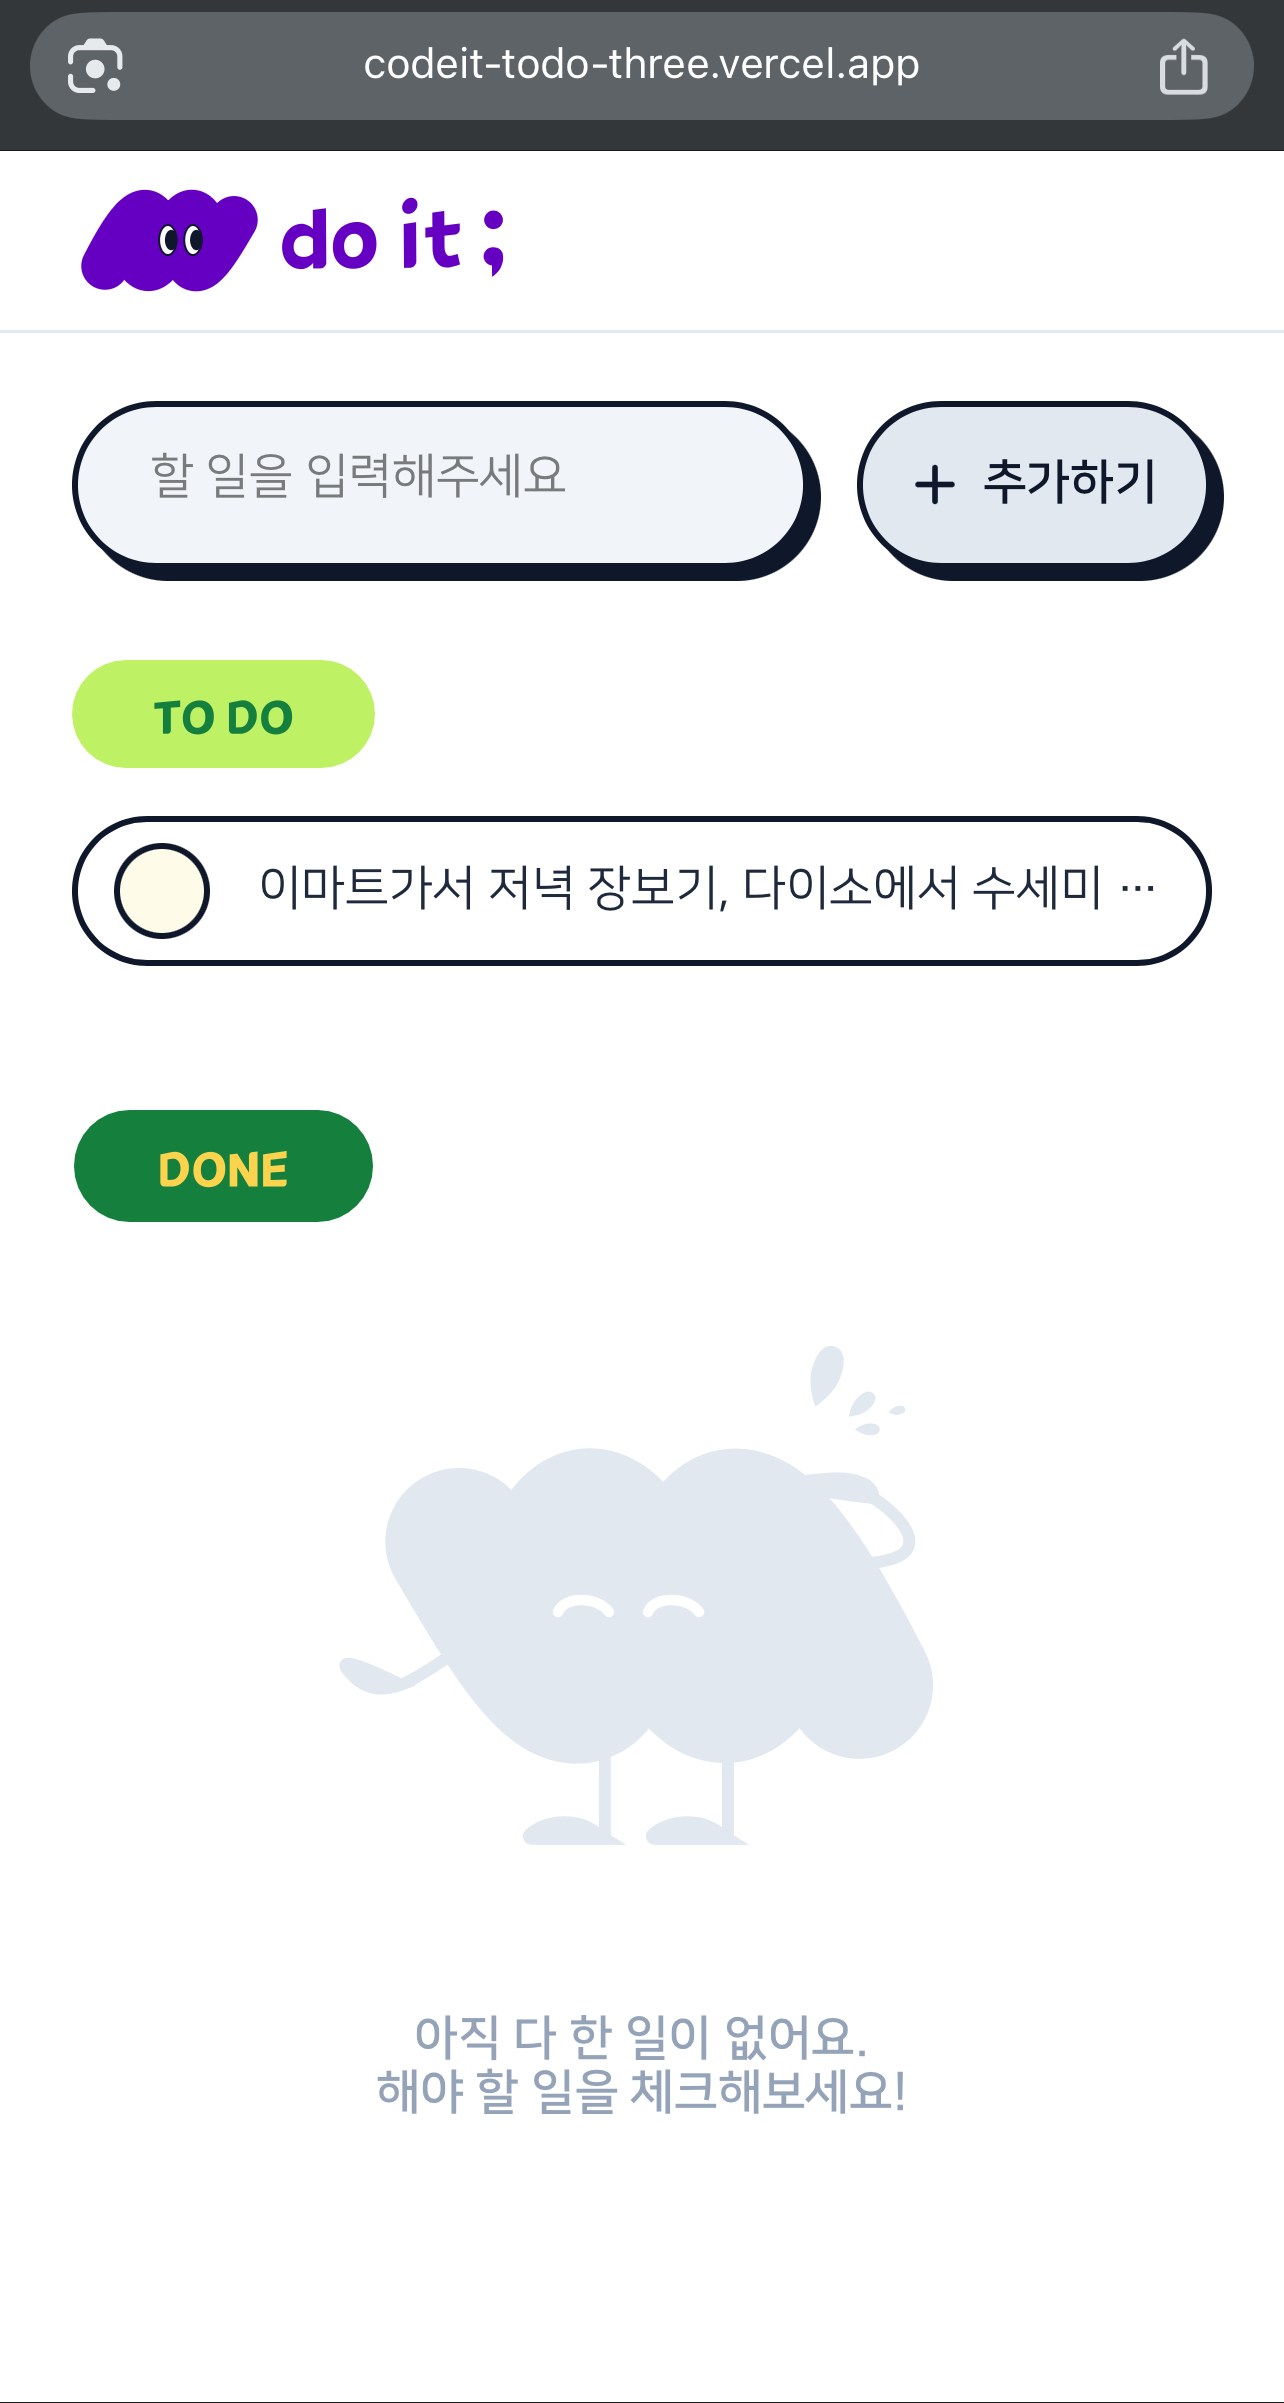 codeit-todo-three.vercel.app
do it ;
할 일을 입력해주세요
+ 추가하기
TO DO
이마트가서 저녁 장보기, 다이소에서 수세미 …
DONE
아직 다 한 일이 없어요.
해야 할 일을 체크해보세요!